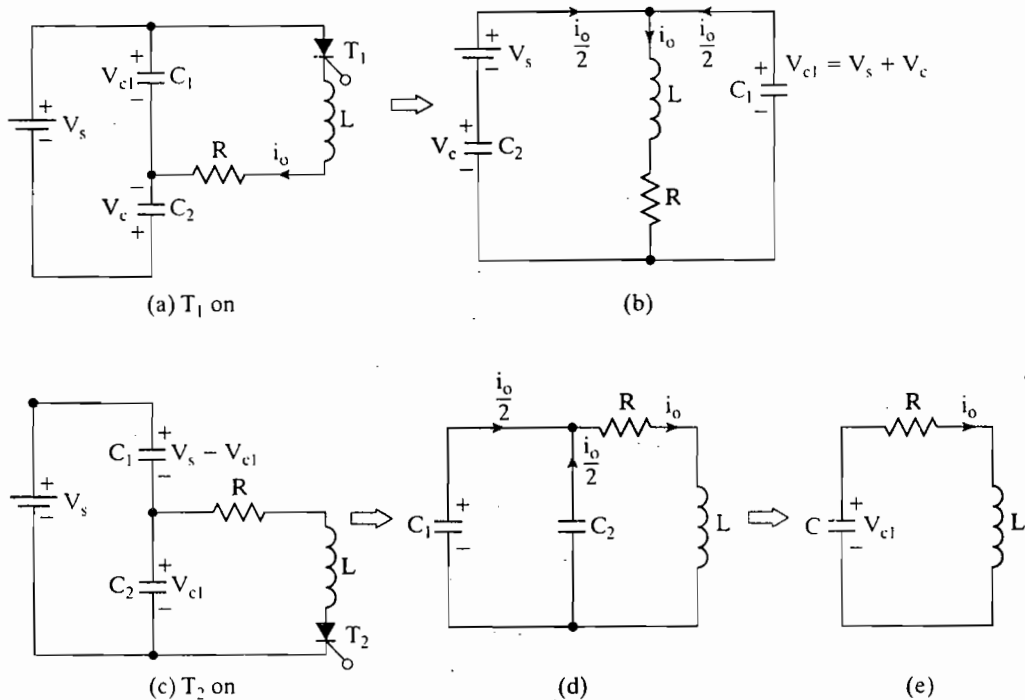 +
V_c1
−
C_1
T_1
+
V_s
−
L
R
i_o
−
V_c
+
C_2
(a) T_1 on
+
V_s
−
i_o/2
i_o
i_o/2
L
C_1
+
−
V_c1 = V_s + V_c
+
V_c
−
C_2
R
(b)
C_1
+
−
V_s − V_c1
+
V_s
−
R
L
C_2
+
−
V_c1
T_2
(c) T_2 on
i_o/2
R
i_o
i_o/2
C_1
+
−
C_2
L
(d)
R
i_o
C
+
V_c1
−
L
(e)